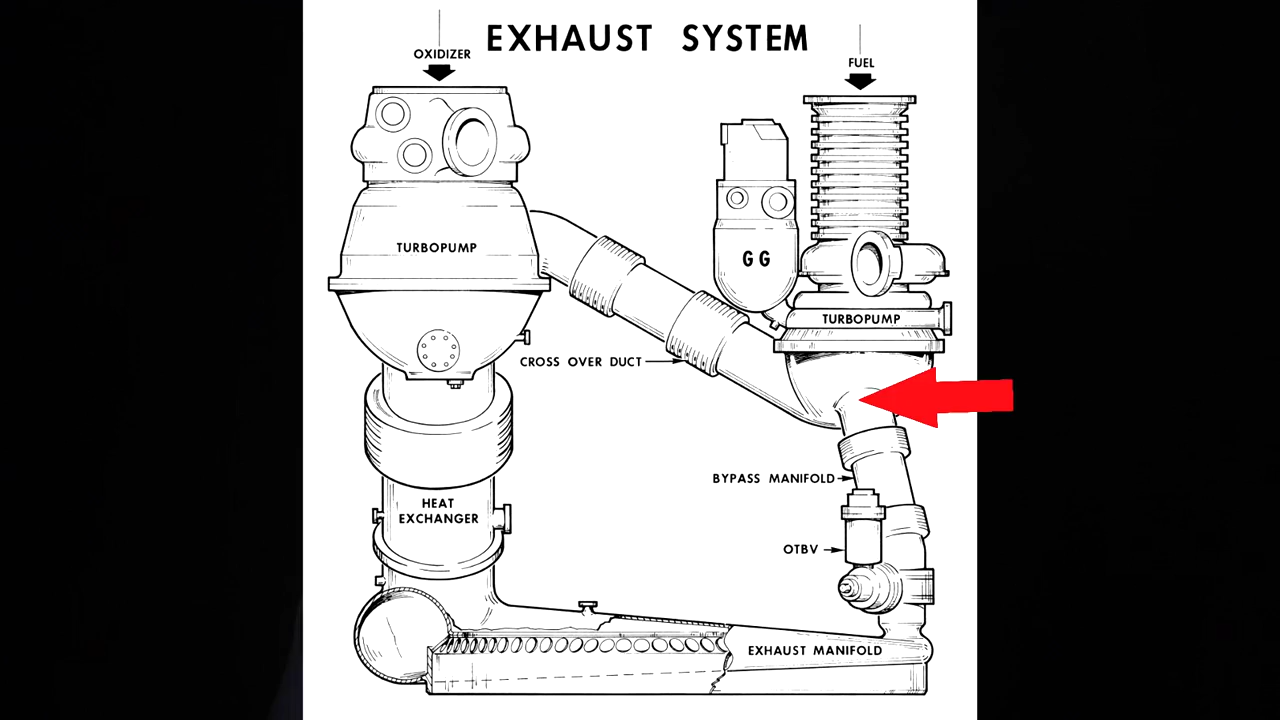 EXHAUST SYSTEM
OXIDIZER
FUEL
TURBOPUMP
GG
TURBOPUMP
CROSS OVER DUCT
BYPASS MANIFOLD
HEAT
EXCHANGER
OTBV
EXHAUST MANIFOLD